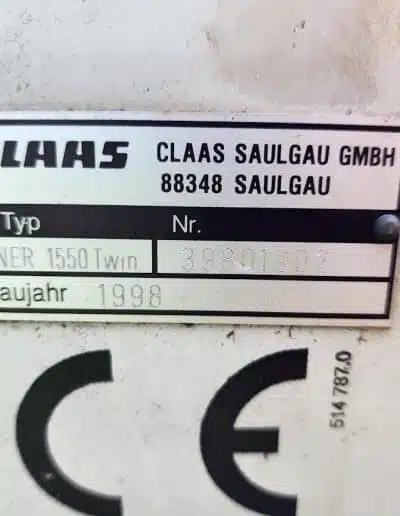 LAAS CLAAS SAULGAU GMBH
88348 SAULGAU
Typ Nr.
NER 1550 Twin
aujahr 1998
CE
514 787.0